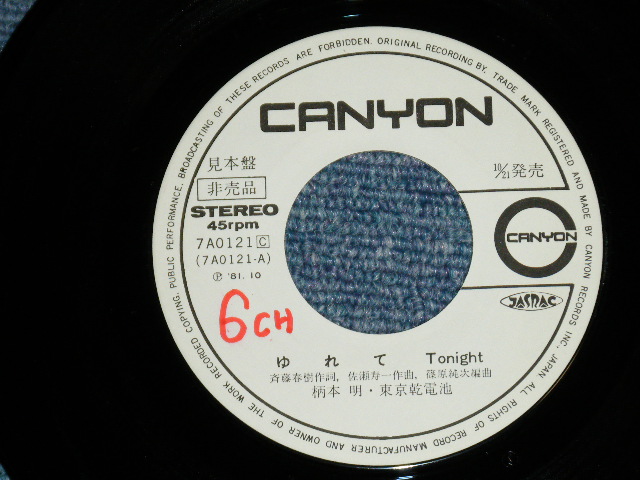 CANYON
見本盤
非売品
10/21発売
STEREO
45rpm
7A0121 C
(7A0121-A)
Ⓟ '81. 10
CANYON
JASRAC
6CH
ゆれて Tonight
斉藤春樹作詞, 佐瀬寿一作曲, 篠原純次編曲
柄本 明・東京乾電池
ALL RIGHTS OF RECORD MANUFACTURER AND OWNER OF THE WORK RECORDED COPYING, PUBLIC PERFORMANCE, BROADCASTING OF THESE RECORDS ARE FORBIDDEN. ORIGINAL RECORDING BY. TRADE MARK REGISTERED AND MADE BY CANYON RECORDS INC. JAPAN